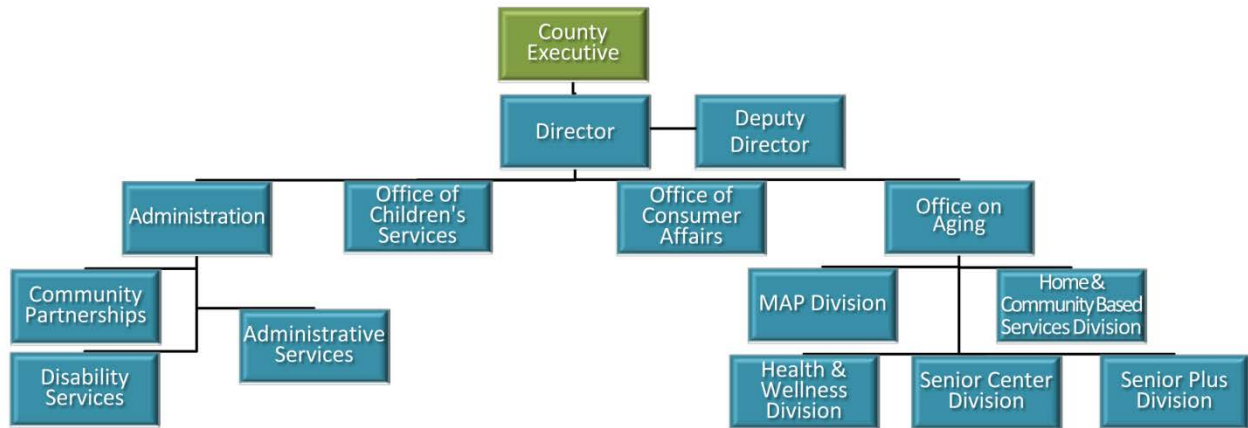 County
Executive
Director
Deputy
Director
Administration
Office of
Children's
Services
Office of
Consumer
Affairs
Office on
Aging
Community
Partnerships
Administrative
Services
Disability
Services
MAP Division
Home &
Community Based
Services Division
Health &
Wellness
Division
Senior Center
Division
Senior Plus
Division